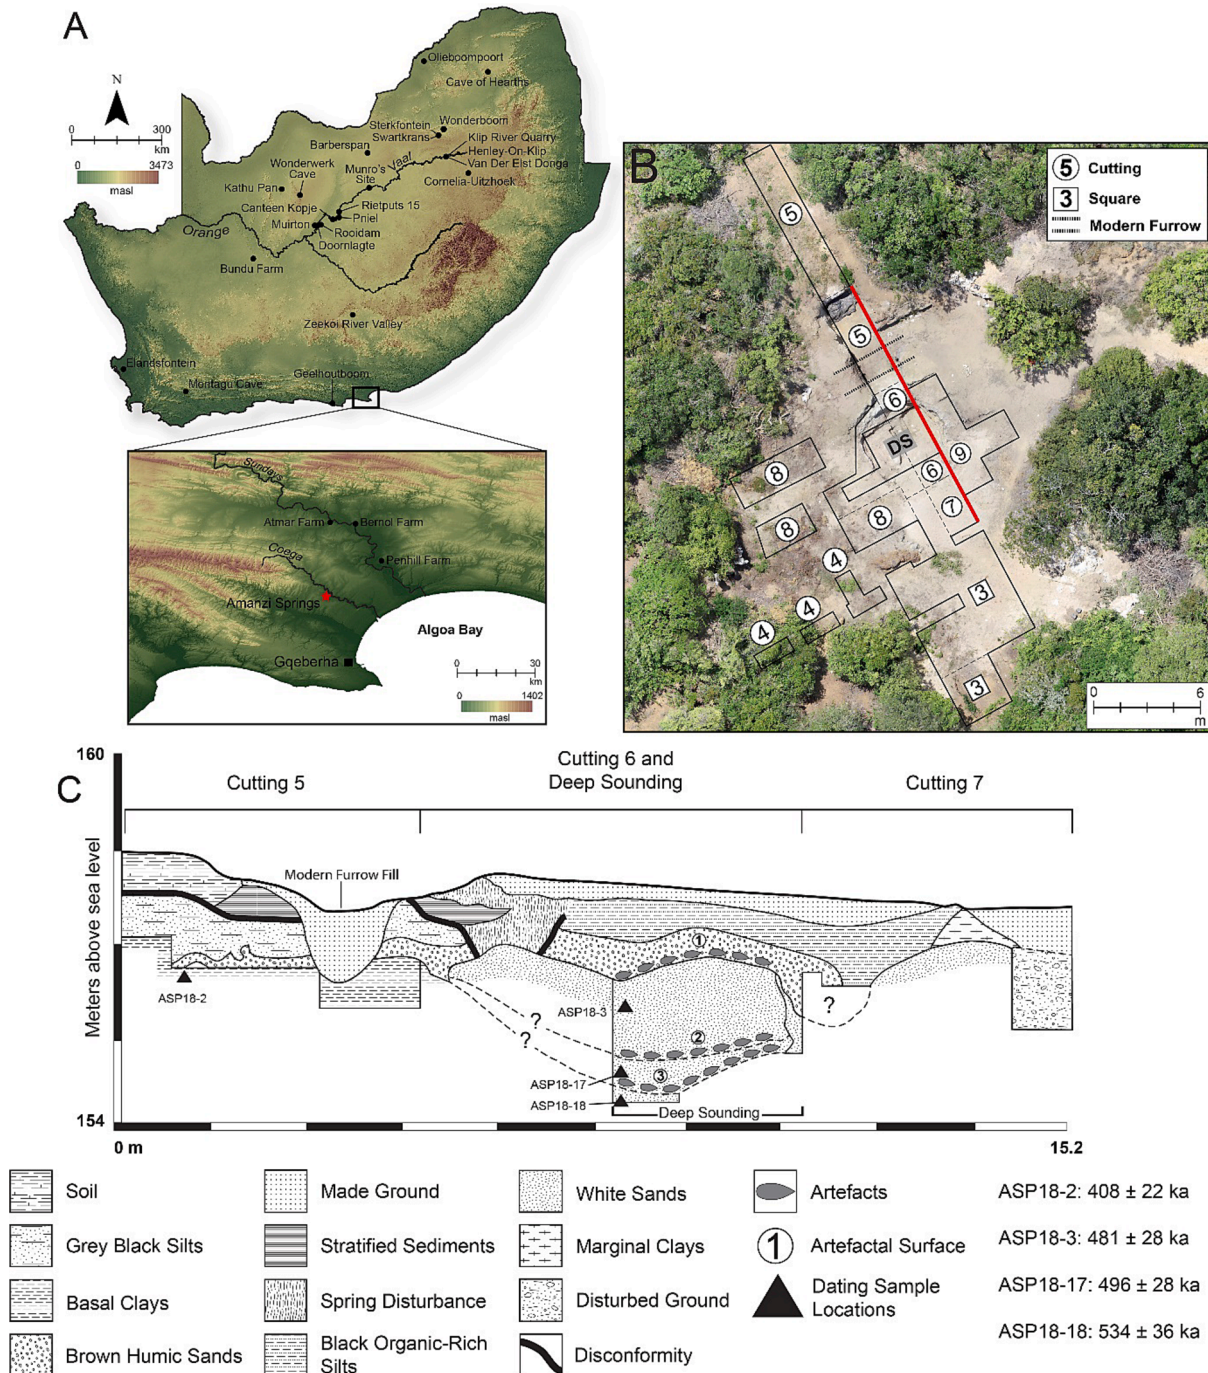 A
N
0 300
km
0 3473
masl
Olieboompoort
Cave of Hearths
Sterkfontein
Wonderboom
Swartkrans
Klip River Quarry
Barberspan
Vaal
Henley-On-Klip
Wonderwerk
Cave
Munro's
Site
Van Der Elst Donga
Kathu Pan
Cornelia-Uitzhoek
Canteen Kopje
Rietputs 15
Pniel
Muirton
Rooidam
Doornlagte
Orange
Bundu Farm
Zeekoi River Valley
Elandsfontein
Montagu Cave
Geelhoutboom
Sundays
Atmar Farm
Bernol Farm
Coega
Penhill Farm
Amanzi Springs
Algoa Bay
Gqeberha
0 30
km
0 1402
masl
B
5 Cutting
3 Square
Modern Furrow
5
5
6
DS
9
8
6
7
8
8
4
4
4
3
3
0 6
m
C
160
Cutting 5
Cutting 6 and
Deep Sounding
Cutting 7
Meters above sea level
Modern Furrow Fill
1
ASP18-2
ASP18-3
?
?
?
2
3
ASP18-17
ASP18-18
Deep Sounding
154
0 m 15.2
Soil
Made Ground
White Sands
Artefacts
ASP18-2: 408 ± 22 ka
Grey Black Silts
Stratified Sediments
Marginal Clays
1 Artefactal Surface
ASP18-3: 481 ± 28 ka
Basal Clays
Spring Disturbance
Disturbed Ground
Dating Sample
Locations
ASP18-17: 496 ± 28 ka
ASP18-18: 534 ± 36 ka
Brown Humic Sands
Black Organic-Rich
Silts
Disconformity